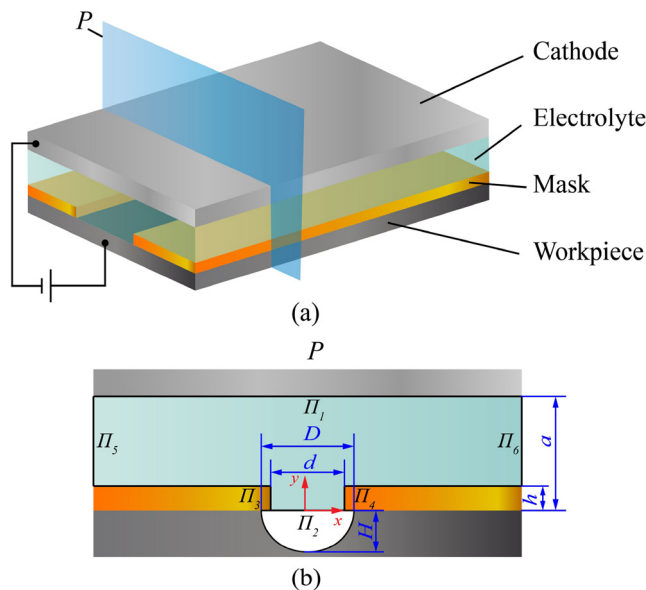 P
Cathode
Electrolyte
Mask
Workpiece
(a)
P
Π1
D
Π5
Π6
a
d
y
Π3
Π4
h
x
Π2
H
(b)